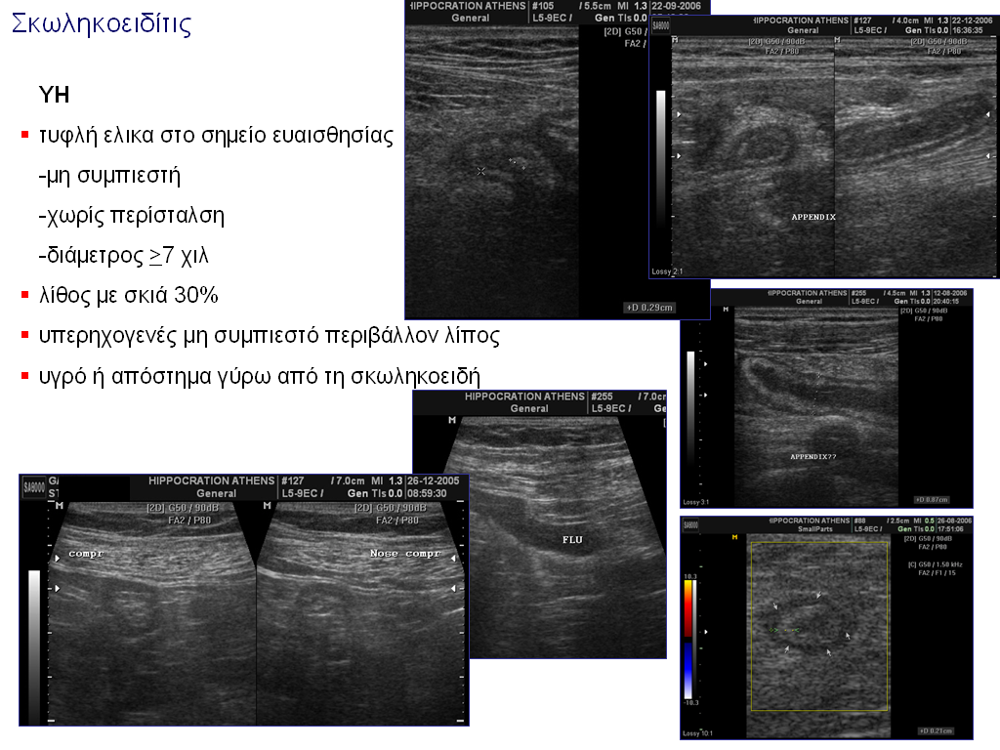 Σκωληκοειδίτις
ΥΗ
τυφλή ελικα στο σημείο ευαισθησίας
-μη συμπιεστή
-χωρίς περίσταλση
-διάμετρος >7 χιλ
λίθος με σκιά 30%
υπερηχογενές μη συμπιεστό περιβάλλον λίπος
υγρό ή απόστημα γύρω από τη σκωληκοειδή
HIPPOCRATION ATHENS #105 / 5.5cm MI 1.3 22-09-2006
General L5-9EC / Gen TIs 0.0
[2D] G50 /
FA2 /
+D 0.29cm
SA8000 HIPPOCRATION ATHENS #127 / 4.0cm MI 1.3 22-12-2006
General L5-9EC / Gen TIs 0.0 16:36:35
M [2D] G50 / 90dB M [2D] G50 / 90dB
FA2 / P80 FA2 / P80
APPENDIX
Lossy 2:1
HIPPOCRATION ATHENS #255 / 4.5cm MI 1.3 12-08-2006
General L5-9EC / Gen TIs 0.0 20:40:15
M [2D] G50 / 90dB
FA2 / P80
APPENDIX??
Lossy 3:1 +D 0.87cm
HIPPOCRATION ATHENS #255 / 7.0c
General L5-9EC / Ge
M
FLU
SA8000 HIPPOCRATION ATHENS #127 / 7.0cm MI 1.3 26-12-2005
General L5-9EC / Gen TIs 0.0 08:59:30
M [2D] G50 / 90dB M [2D] G50 / 90dB
FA2 / P80 FA2 / P80
compr Nose compr
SA8000 HIPPOCRATION ATHENS #88 / 2.5cm MI 0.5 26-08-2006
SmallParts L5-9EC / Gen TIs 0.0 17:51:06
M [2D] G50 / 90dB
FA2 / P80
[C] G50 / 1.50 kHz
FA2 / F1 / 15
18.3
-18.3
Lossy 10:1 +D 0.21cm